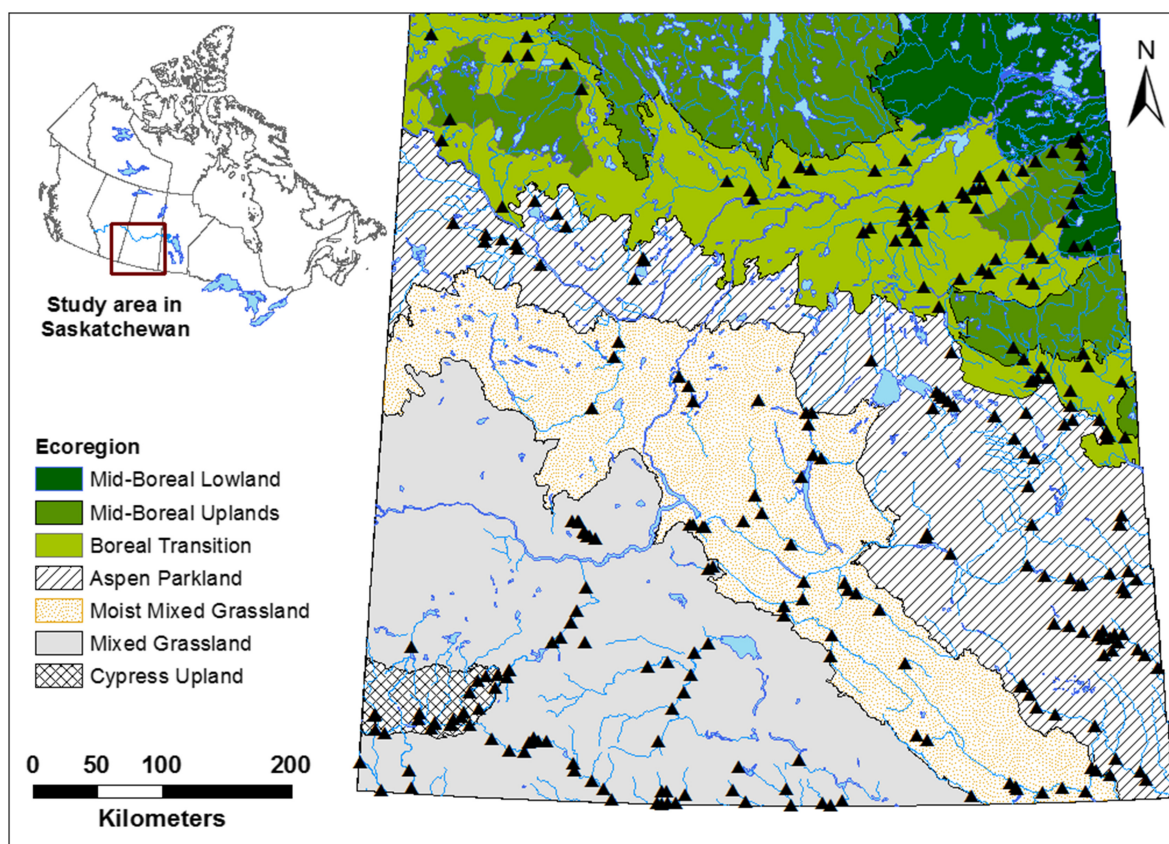 N
Study area in
Saskatchewan
Ecoregion
Mid-Boreal Lowland
Mid-Boreal Uplands
Boreal Transition
Aspen Parkland
Moist Mixed Grassland
Mixed Grassland
Cypress Upland
0 50 100 200
Kilometers